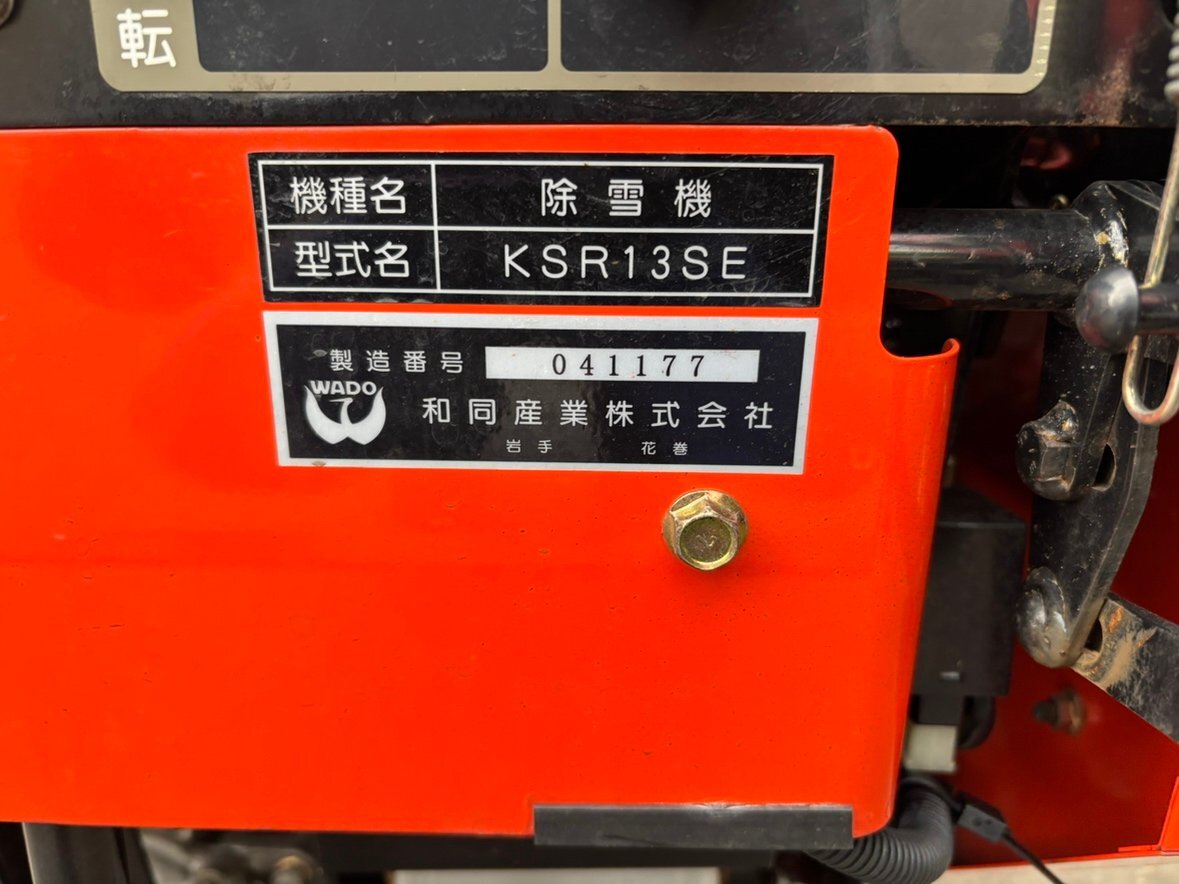 転
機種名 除雪機
型式名 KSR13SE
製造番号 041177
WADO 和同産業株式会社
岩手 花巻